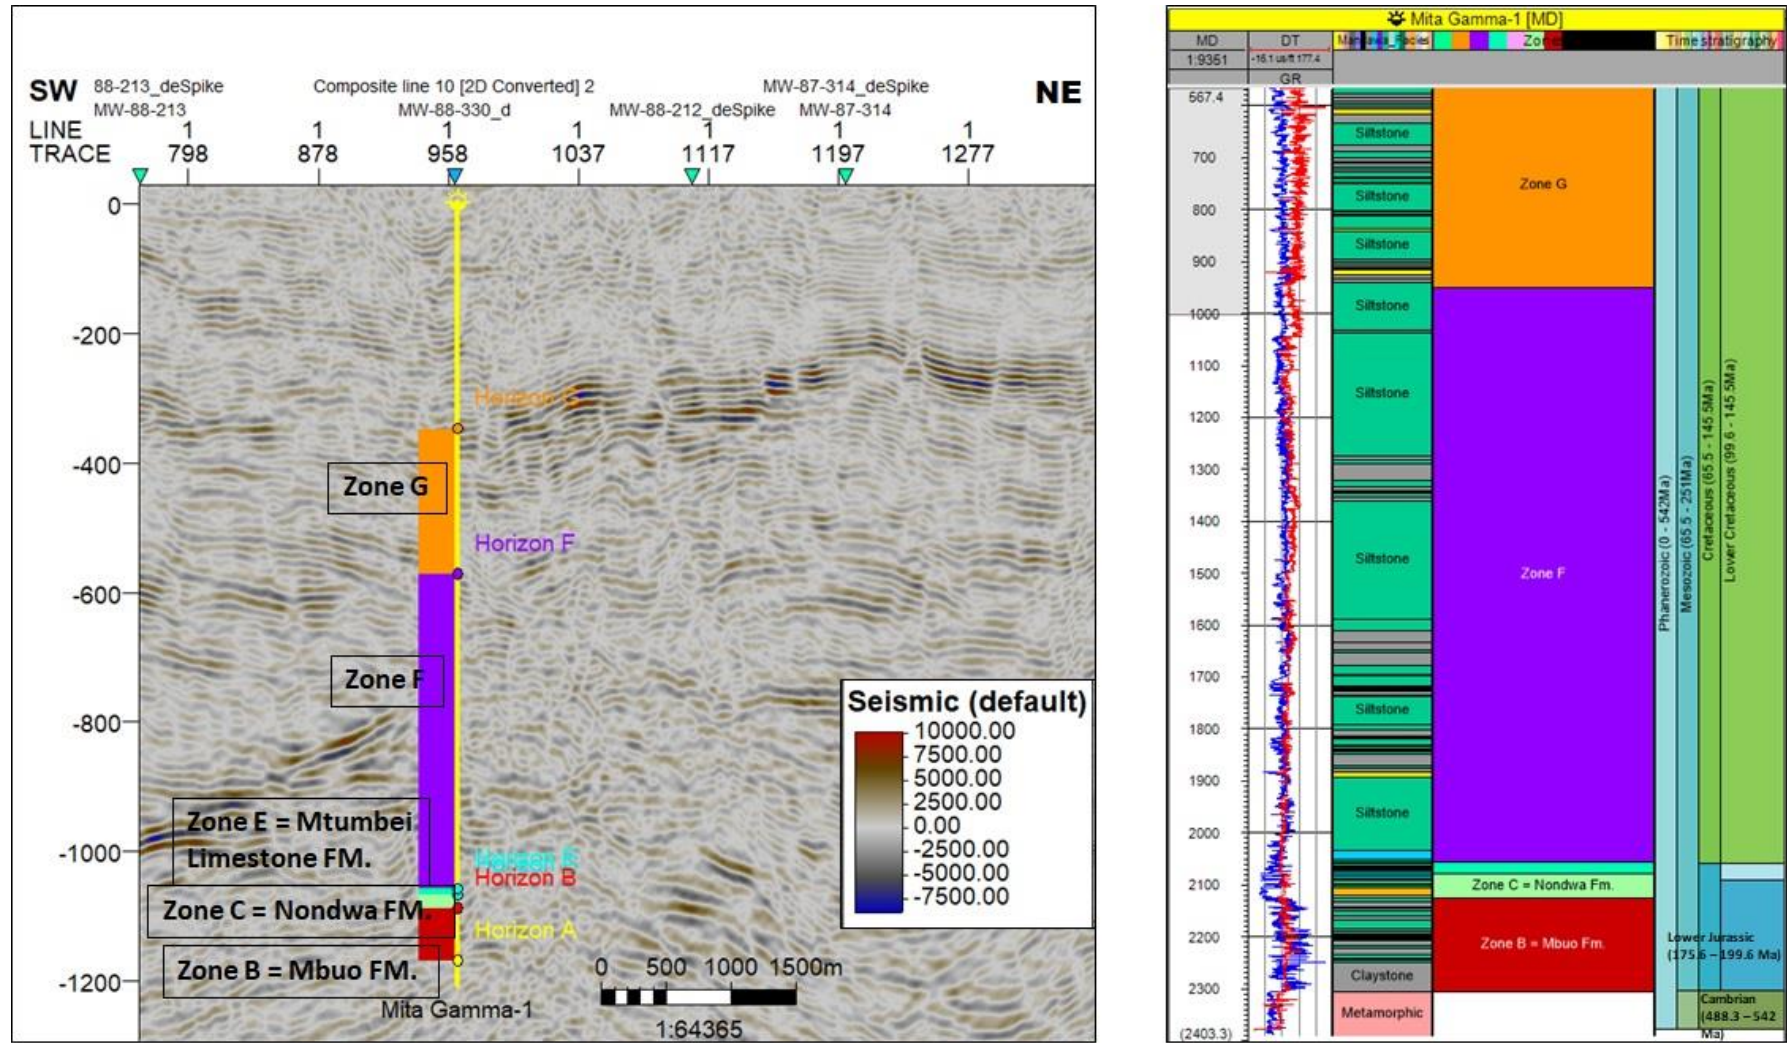 SW
88-213_deSpike
Composite line 10 [2D Converted] 2
MW-87-314_deSpike
NE
MW-88-213
MW-88-330_d
MW-88-212_deSpike
MW-87-314
LINE 1 1 1 1 1 1 1
TRACE 798 878 958 1037 1117 1197 1277
0
-200
-400
-600
-800
-1000
-1200
Horizon G
Zone G
Horizon F
Zone F
Zone E = Mtumbei
Limestone FM.
Horizon B
Zone C = Nondwa FM.
Horizon A
Zone B = Mbuo FM.
Mita Gamma-1
Seismic (default)
10000.00
7500.00
5000.00
2500.00
0.00
-2500.00
-5000.00
-7500.00
0 500 1000 1500m
1:64365
Mita Gamma-1 [MD]
MD DT Time stratigraphy
1:9351 -16.1 us/ft 177.4
GR
567.4
700
800
900
1000
1100
1200
1300
1400
1500
1600
1700
1800
1900
2000
2100
2200
2300
(2403.3)
Siltstone
Siltstone
Siltstone
Siltstone
Siltstone
Siltstone
Siltstone
Siltstone
Claystone
Metamorphic
Zone G
Zone F
Zone C = Nondwa Fm.
Zone B = Mbuo Fm.
Phanerozoic (0 - 542Ma)
Mesozoic (65.5 - 251Ma)
Cretaceous (65.5 - 145.5Ma)
Lower Cretaceous (99.6 - 145.5Ma)
Lower Jurassic
(175.6 – 199.6 Ma)
Cambrian
(488.3 – 542
Ma)